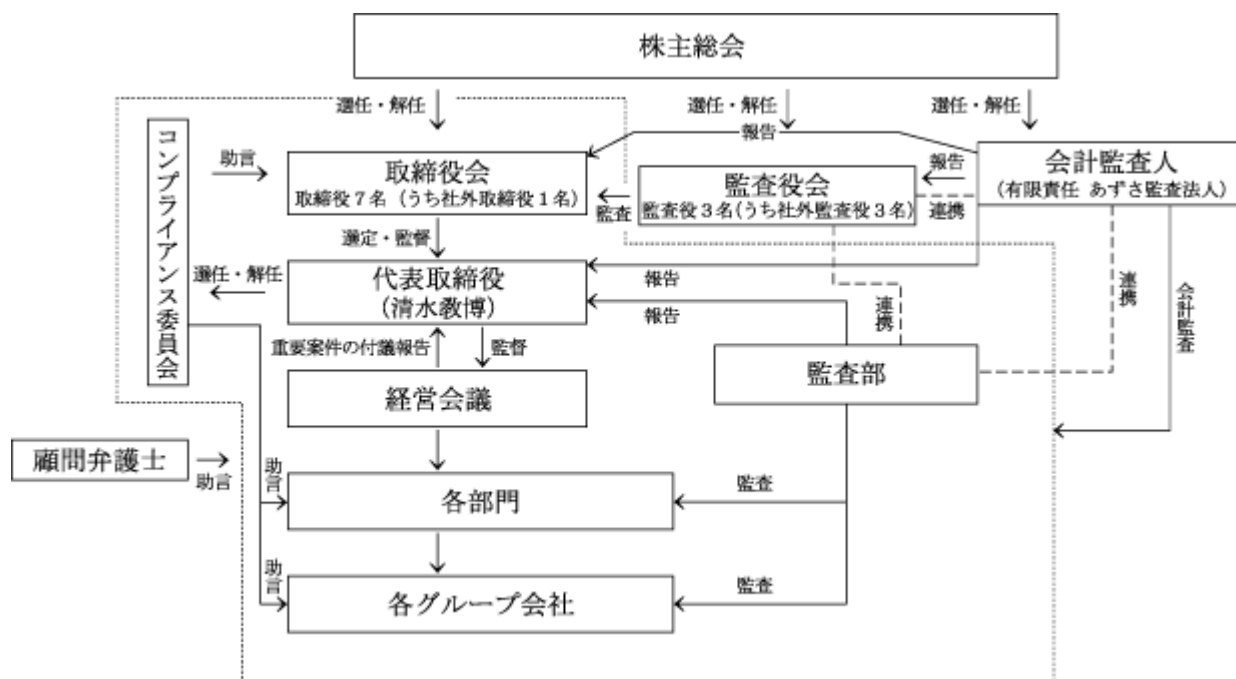 株主総会
選任・解任
選任・解任
選任・解任
コンプライアンス委員会
助言
取締役会
取締役7名（うち社外取締役1名）
報告
監査
監査役会
監査役3名(うち社外監査役3名)
報告
連携
会計監査人
（有限責任 あずさ監査法人）
選定・監督
選任・解任
代表取締役
（清水教博）
報告
報告
連携
連携
会計監査
重要案件の付議報告
監督
経営会議
監査部
顧問弁護士
助言
助言
各部門
監査
助言
各グループ会社
監査